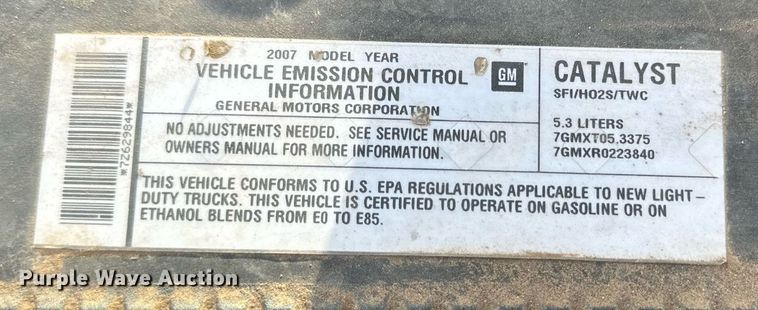 2007 MODEL YEAR
VEHICLE EMISSION CONTROL
INFORMATION
GENERAL MOTORS CORPORATION
GM
CATALYST
SFI/HO2S/TWC
NO ADJUSTMENTS NEEDED. SEE SERVICE MANUAL OR
OWNERS MANUAL FOR MORE INFORMATION.
5.3 LITERS
7GMXT05.3375
7GMXR0223840
THIS VEHICLE CONFORMS TO U.S. EPA REGULATIONS APPLICABLE TO NEW LIGHT-
DUTY TRUCKS. THIS VEHICLE IS CERTIFIED TO OPERATE ON GASOLINE OR ON
ETHANOL BLENDS FROM E0 TO E85.
*7Z629844*
Purple Wave Auction